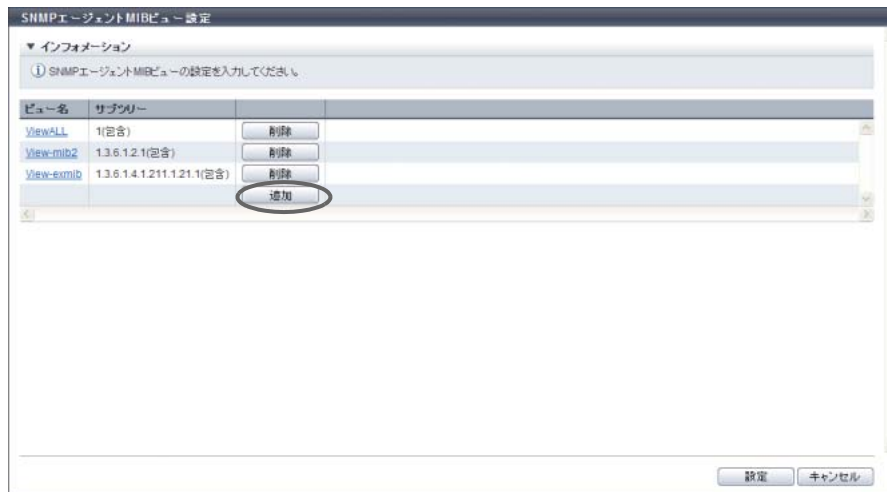 SNMPエージェントMIBビュー設定
▼ インフォメーション
SNMPエージェントMIBビューの設定を入力してください。
ビュー名 サブツリー
ViewALL 1(包含) 削除
View-mib2 1.3.6.1.2.1(包含) 削除
View-exmib 1.3.6.1.4.1.211.1.21.1(包含) 削除
追加
設定 キャンセル